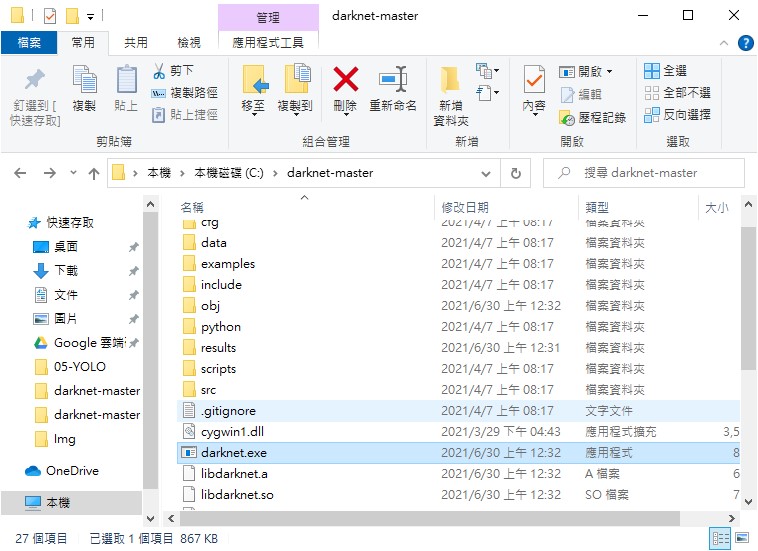 管理
darknet-master
檔案
常用
共用
檢視
應用程式工具
釘選到 [
快速存取]
複製
貼上
剪下
複製路徑
貼上捷徑
剪貼簿
移至
複製到
刪除
重新命名
組合管理
新增
資料夾
新增
內容
開啟
編輯
歷程記錄
開啟
全選
全部不選
反向選擇
選取
本機 › 本機磁碟 (C:) › darknet-master
搜尋 darknet-master
快速存取
桌面
下載
文件
圖片
Google 雲端
05-YOLO
darknet-master
darknet-master
Img
OneDrive
本機
名稱 修改日期 類型 大小
cfg 2021/4/7 上午 08:17 檔案資料夾
data 2021/4/7 上午 08:17 檔案資料夾
examples 2021/4/7 上午 08:17 檔案資料夾
include 2021/4/7 上午 08:17 檔案資料夾
obj 2021/6/30 上午 12:32 檔案資料夾
python 2021/4/7 上午 08:17 檔案資料夾
results 2021/6/30 上午 12:31 檔案資料夾
scripts 2021/4/7 上午 08:17 檔案資料夾
src 2021/4/7 上午 08:17 檔案資料夾
.gitignore 2021/4/7 上午 08:17 文字文件
cygwin1.dll 2021/3/29 下午 04:43 應用程式擴充 3,5
darknet.exe 2021/6/30 上午 12:32 應用程式 8
libdarknet.a 2021/6/30 上午 12:32 A 檔案 6
libdarknet.so 2021/6/30 上午 12:32 SO 檔案 7
27 個項目 已選取 1 個項目 867 KB